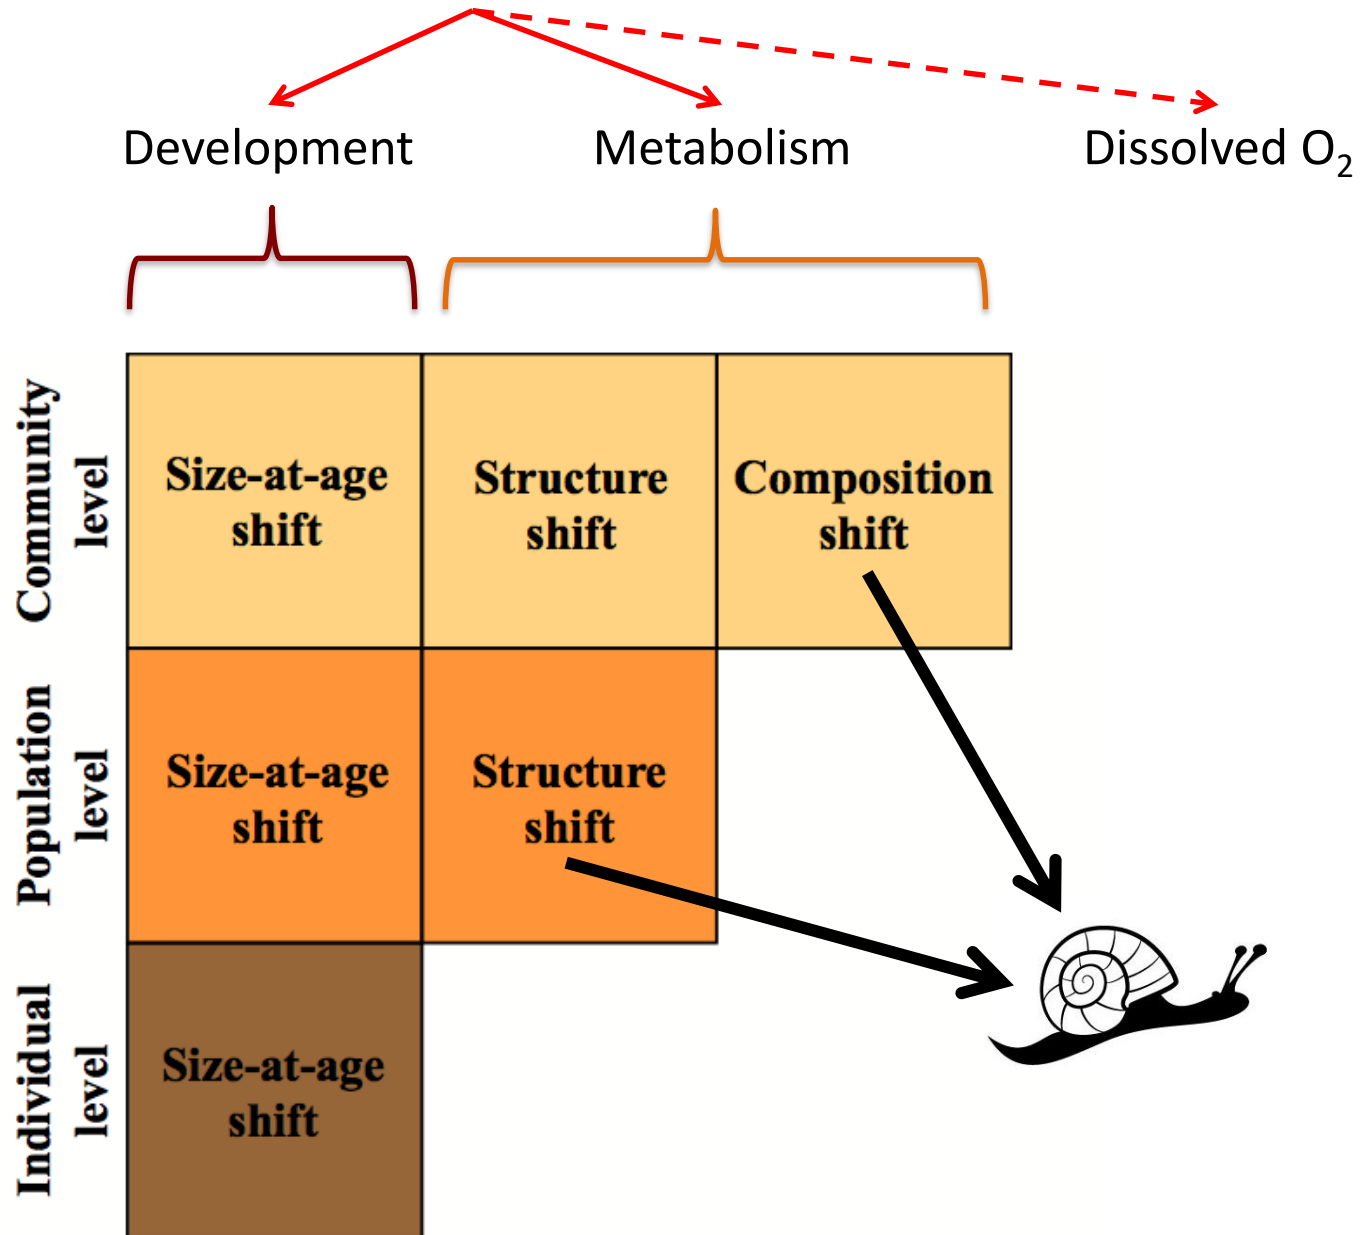 Development
Metabolism
Dissolved O₂
Community
level
Size-at-age
shift
Structure
shift
Composition
shift
Population
level
Size-at-age
shift
Structure
shift
Individual
level
Size-at-age
shift